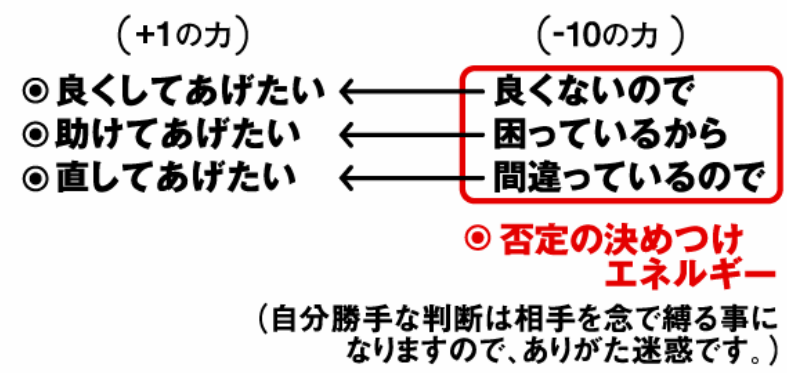 (+1の力) (-10の力 )
◉良くしてあげたい ← 良くないので
◉助けてあげたい ← 困っているから
◉直してあげたい ← 間違っているので
◉否定の決めつけ
エネルギー
(自分勝手な判断は相手を念で縛る事に
なりますので、ありがた迷惑です。)